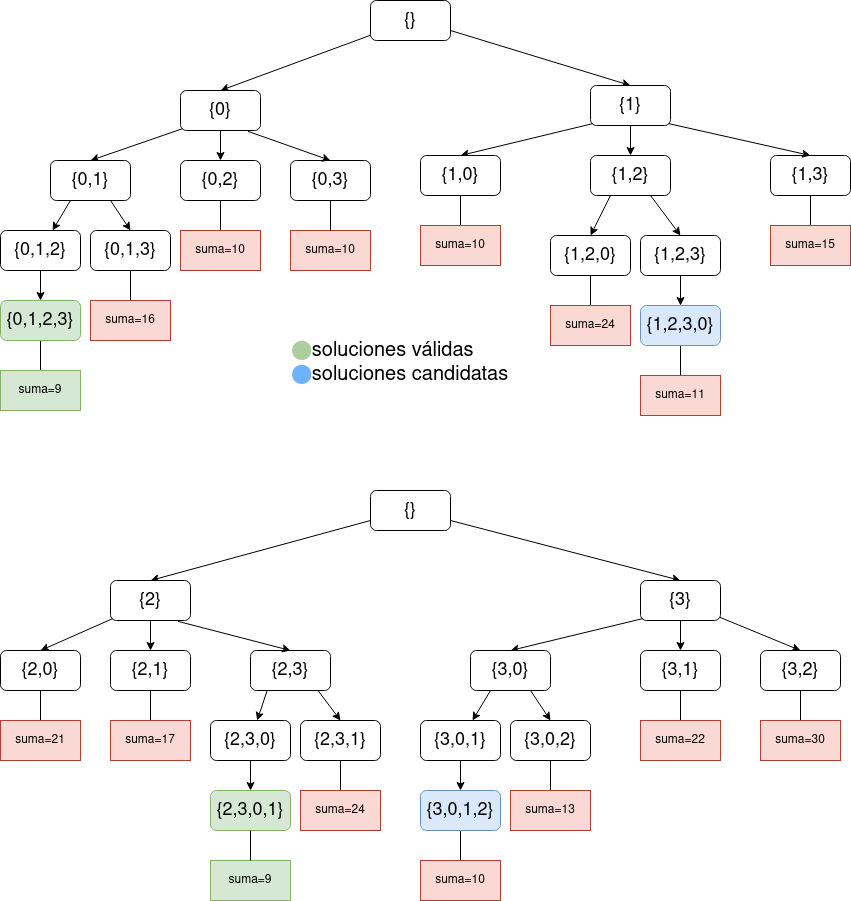 {}
{0}
{1}
{0,1}
{0,2}
{0,3}
{1,0}
{1,2}
{1,3}
{0,1,2}
{0,1,3}
suma=10
suma=10
suma=10
{1,2,0}
{1,2,3}
suma=15
{0,1,2,3}
suma=16
suma=24
{1,2,3,0}
soluciones válidas
soluciones candidatas
suma=9
suma=11
{}
{2}
{3}
{2,0}
{2,1}
{2,3}
{3,0}
{3,1}
{3,2}
suma=21
suma=17
{2,3,0}
{2,3,1}
{3,0,1}
{3,0,2}
suma=22
suma=30
{2,3,0,1}
suma=24
{3,0,1,2}
suma=13
suma=9
suma=10